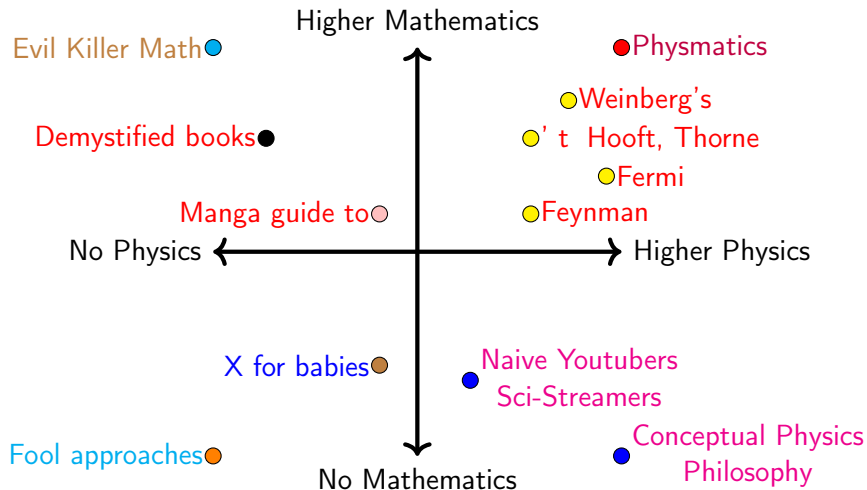 Higher Mathematics
Evil Killer Math
Physmatics
Weinberg's
Demystified books
' t Hooft, Thorne
Fermi
Manga guide to
Feynman
No Physics
Higher Physics
X for babies
Naive Youtubers
Sci-Streamers
Fool approaches
Conceptual Physics
Philosophy
No Mathematics